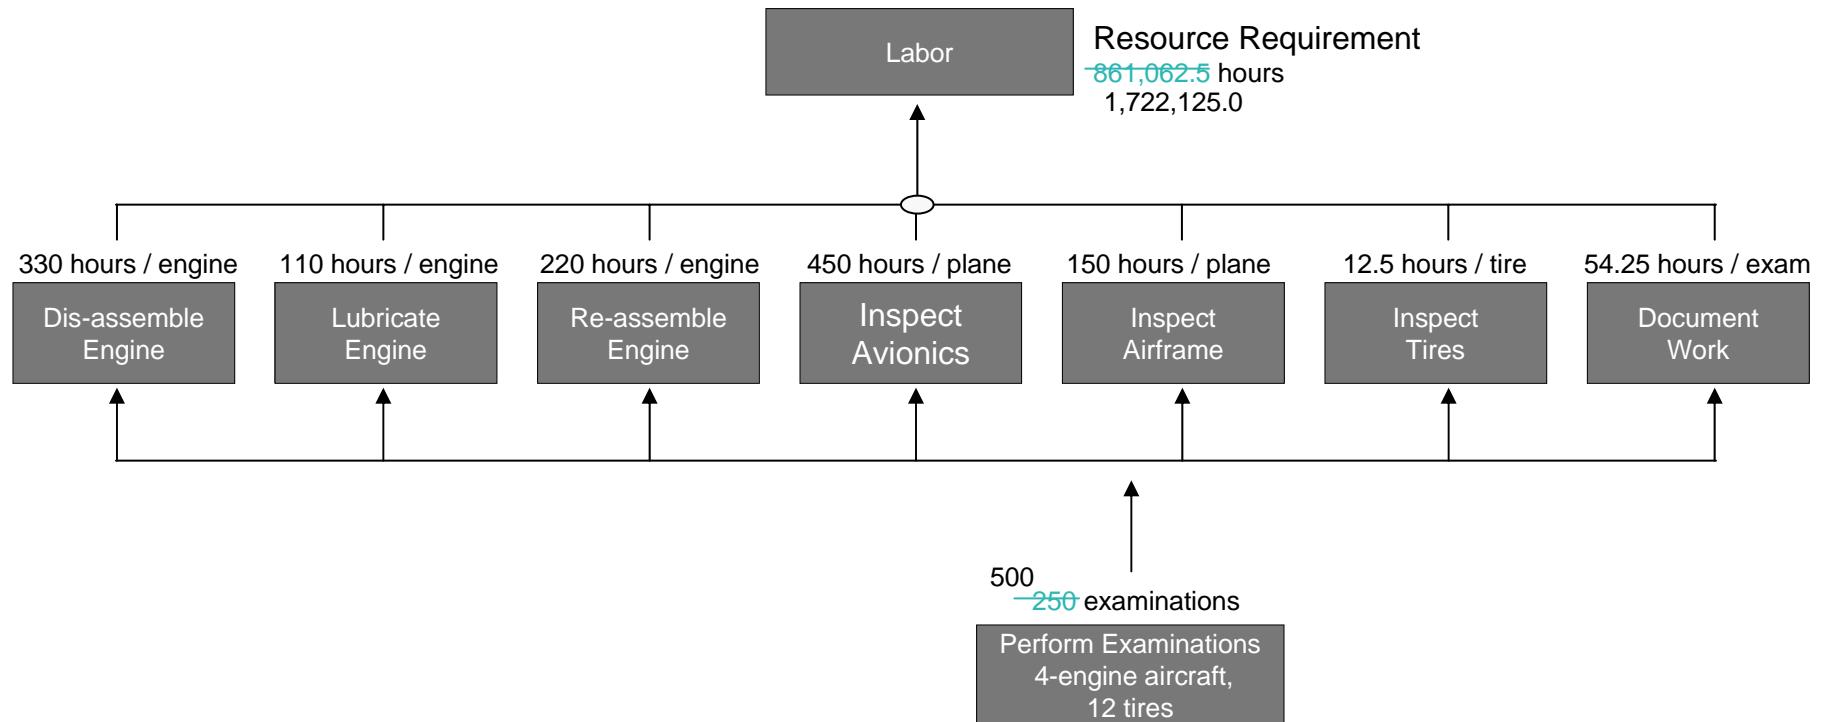 Labor
Resource Requirement
861,062.5 hours
1,722,125.0
330 hours / engine
110 hours / engine
220 hours / engine
450 hours / plane
150 hours / plane
12.5 hours / tire
54.25 hours / exam
Dis-assemble
Engine
Lubricate
Engine
Re-assemble
Engine
Inspect
Avionics
Inspect
Airframe
Inspect
Tires
Document
Work
500
250 examinations
Perform Examinations
4-engine aircraft,
12 tires